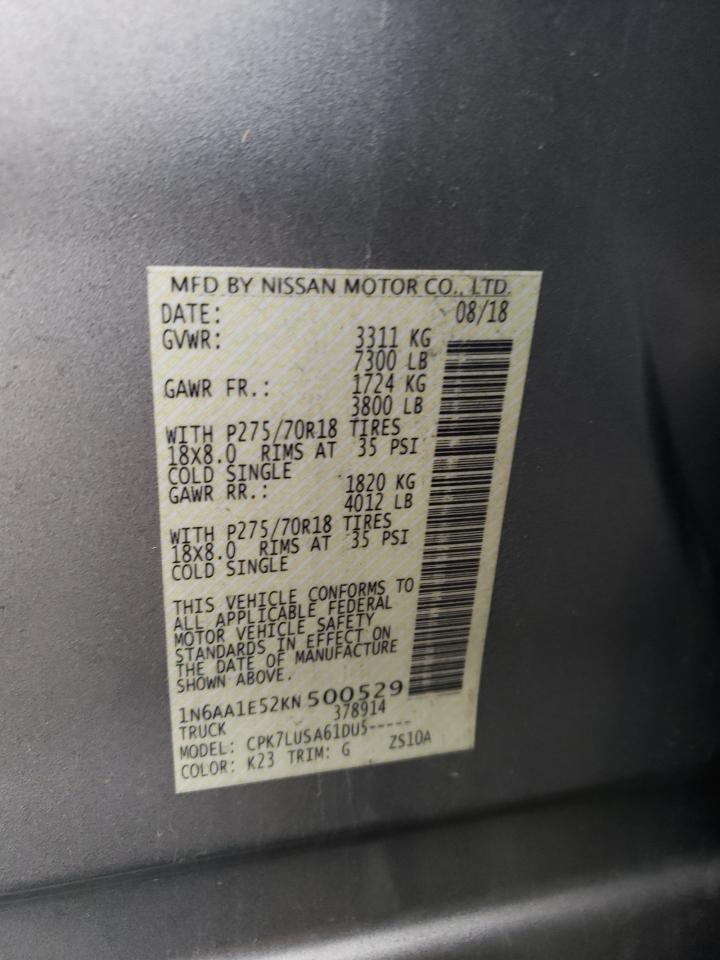 MFD BY NISSAN MOTOR CO., LTD.
DATE: 08/18
GVWR: 3311 KG
7300 LB
GAWR FR.: 1724 KG
3800 LB
WITH P275/70R18 TIRES
18X8.0 RIMS AT 35 PSI
COLD SINGLE
GAWR RR.: 1820 KG
4012 LB
WITH P275/70R18 TIRES
18X8.0 RIMS AT 35 PSI
COLD SINGLE
THIS VEHICLE CONFORMS TO
ALL APPLICABLE FEDERAL
MOTOR VEHICLE SAFETY
STANDARDS IN EFFECT ON
THE DATE OF MANUFACTURE
SHOWN ABOVE.
1N6AA1E52KN 500529
TRUCK 378914
MODEL: CPK7LUSA61DU5-----
COLOR: K23 TRIM: G ZS10A